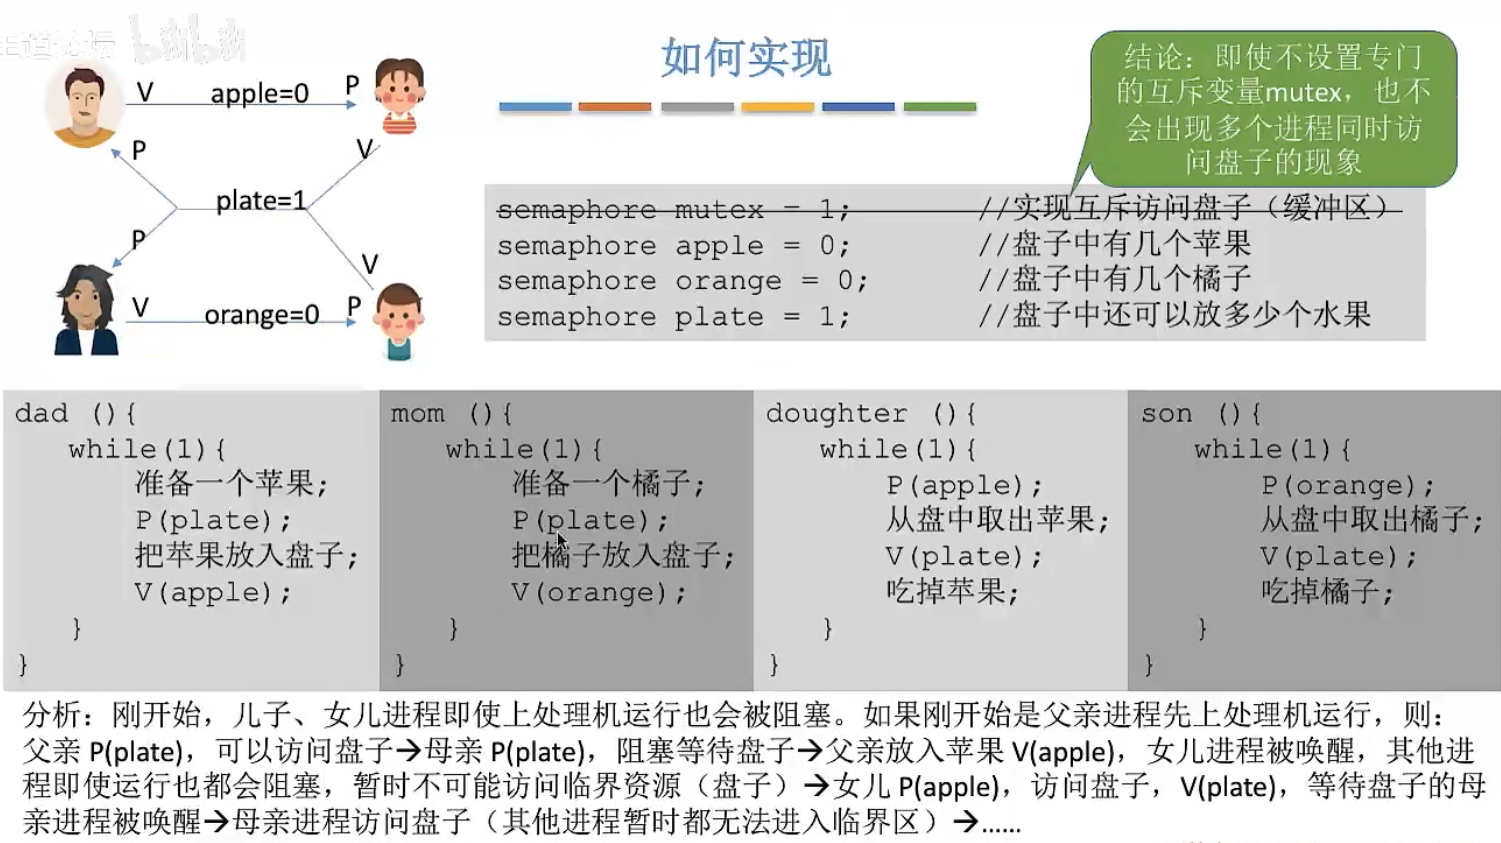 王道论坛 bilibili
如何实现
结论：即使不设置专门
的互斥变量mutex，也不
会出现多个进程同时访
问盘子的现象
V apple=0 P
P V
plate=1
P V
V orange=0 P
semaphore mutex = 1; //实现互斥访问盘子（缓冲区）
semaphore apple = 0; //盘子中有几个苹果
semaphore orange = 0; //盘子中有几个橘子
semaphore plate = 1; //盘子中还可以放多少个水果
dad (){
while(1){
准备一个苹果;
P(plate);
把苹果放入盘子;
V(apple);
}
}
mom (){
while(1){
准备一个橘子;
P(plate);
把橘子放入盘子;
V(orange);
}
}
doughter (){
while(1){
P(apple);
从盘中取出苹果;
V(plate);
吃掉苹果;
}
}
son (){
while(1){
P(orange);
从盘中取出橘子;
V(plate);
吃掉橘子;
}
}
分析：刚开始，儿子、女儿进程即使上处理机运行也会被阻塞。如果刚开始是父亲进程先上处理机运行，则：
父亲 P(plate)，可以访问盘子→母亲 P(plate)，阻塞等待盘子→父亲放入苹果 V(apple)，女儿进程被唤醒，其他进
程即使运行也都会阻塞，暂时不可能访问临界资源（盘子）→女儿 P(apple)，访问盘子，V(plate)，等待盘子的母
亲进程被唤醒→母亲进程访问盘子（其他进程暂时都无法进入临界区）→......